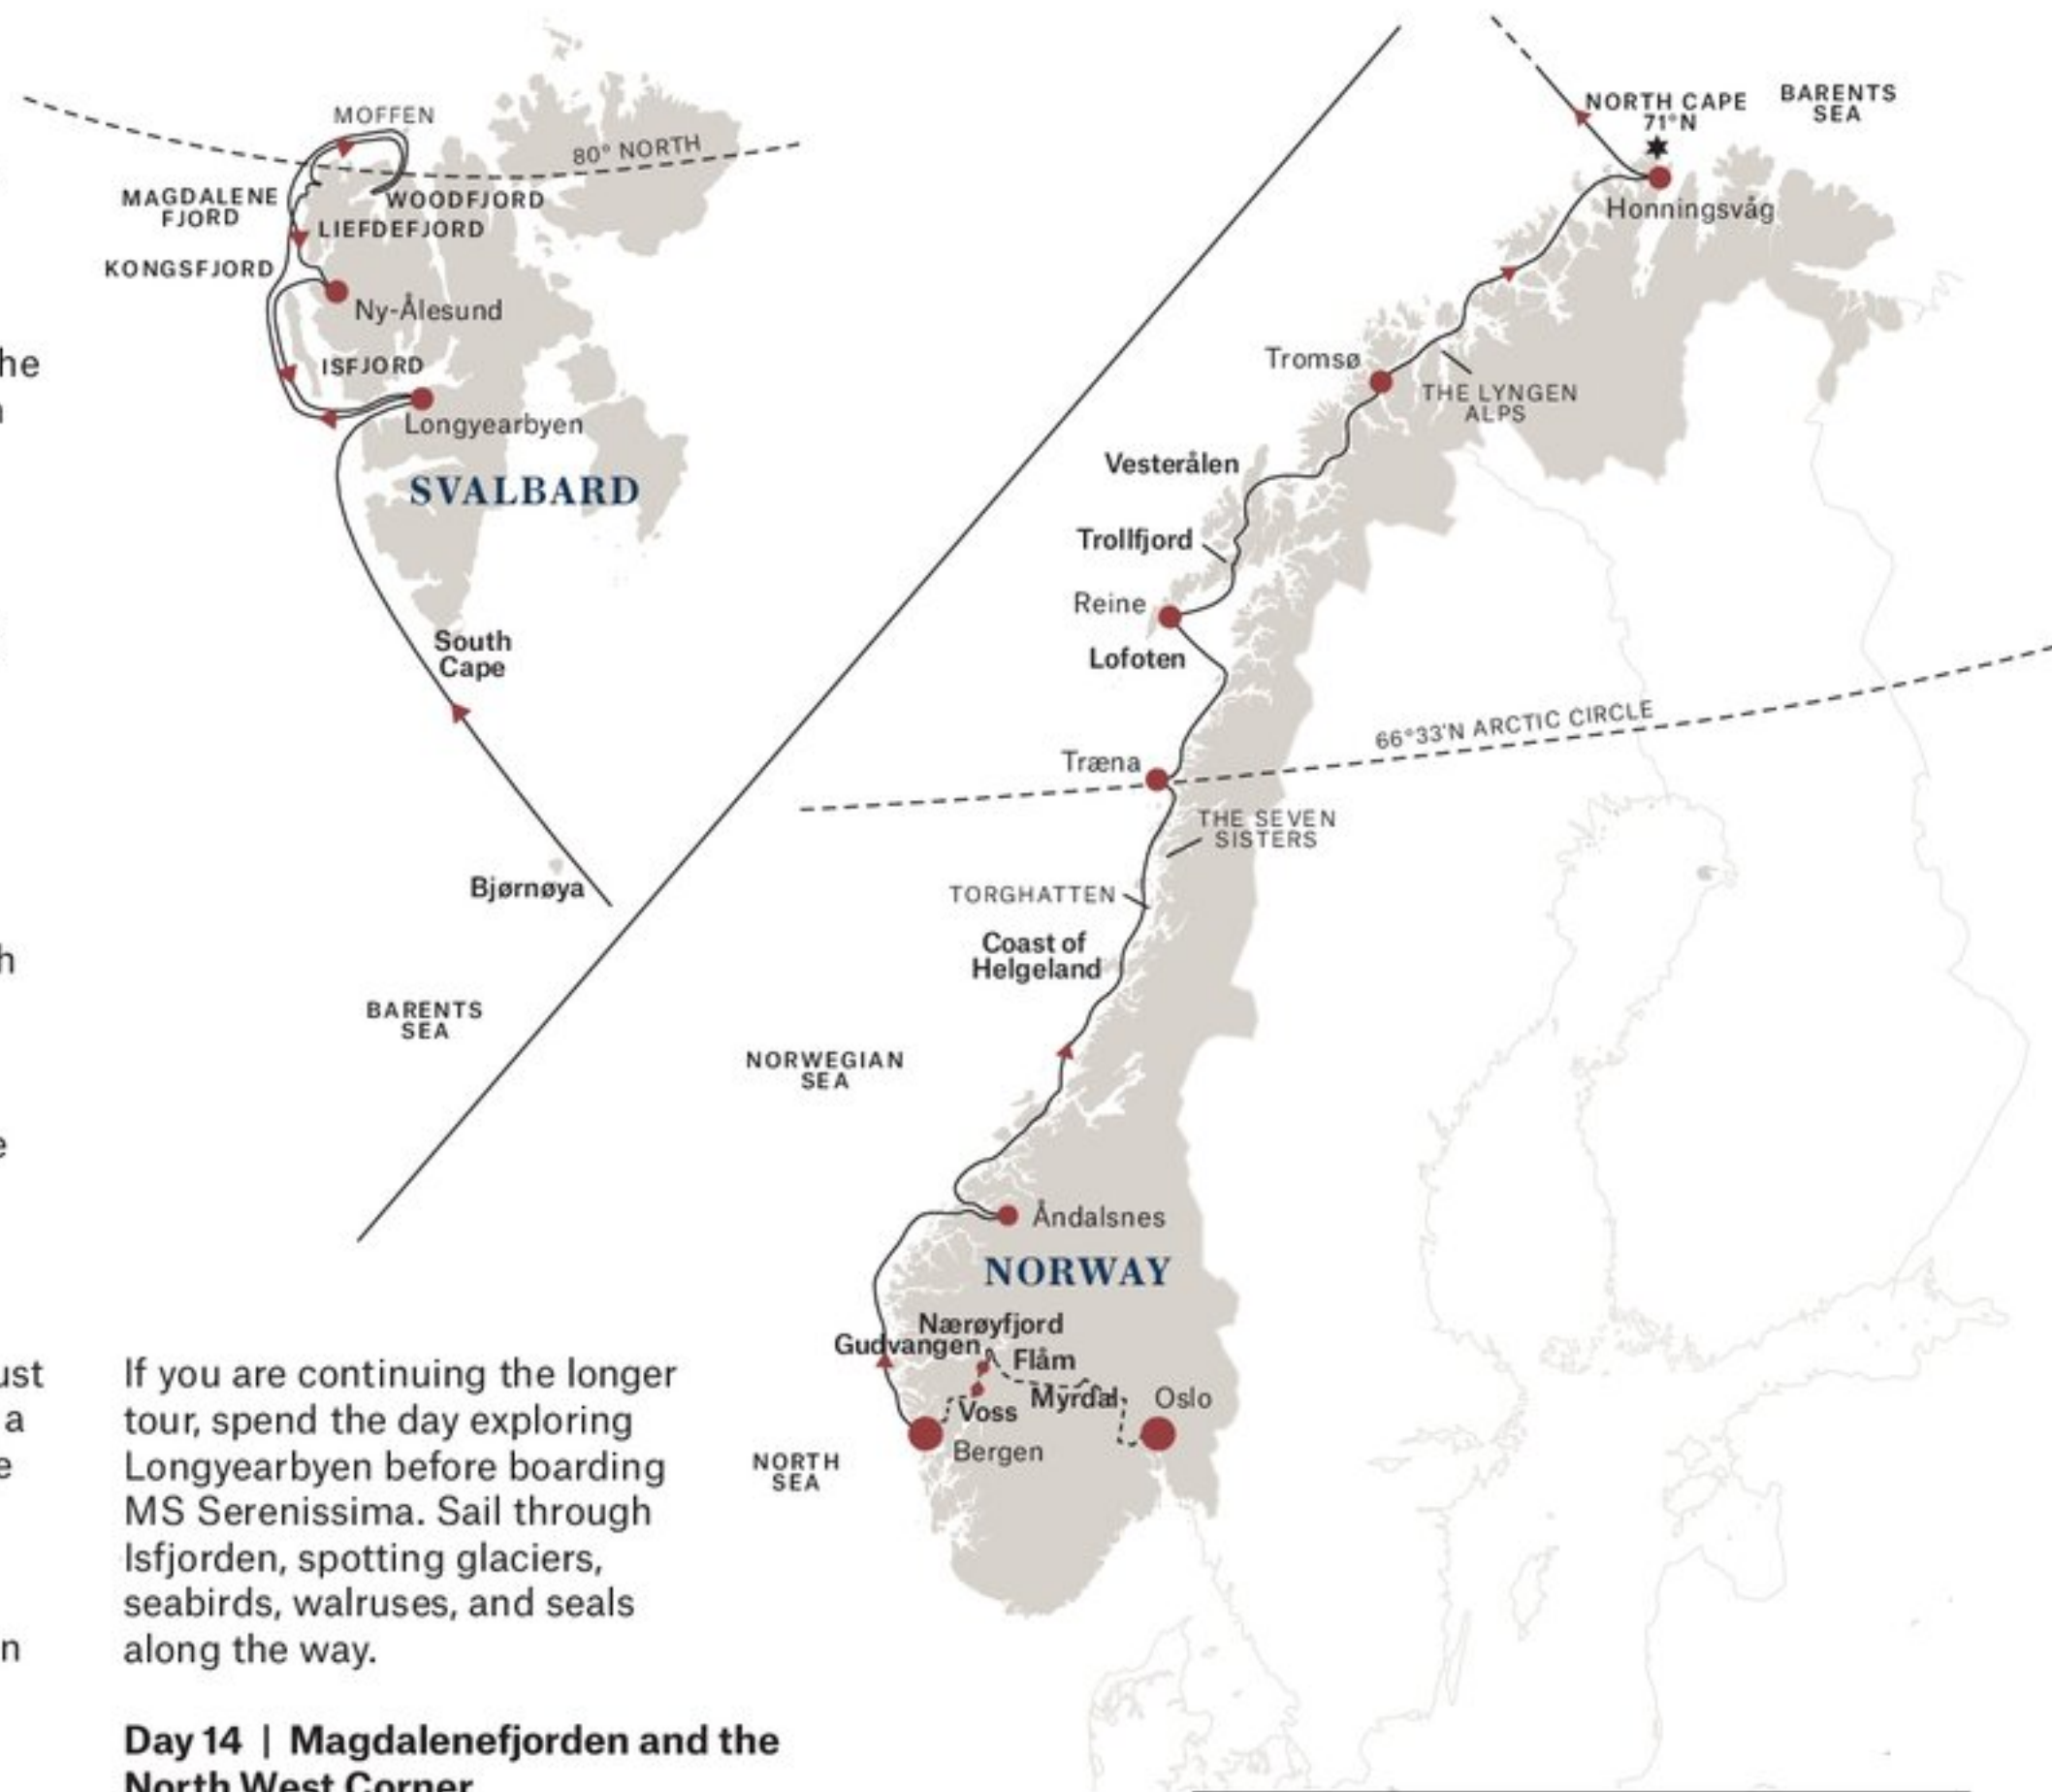 MOFFEN
80° NORTH
MAGDALENE
FJORD
WOODFJORD
LIEFDEFJORD
KONGSFJORD
Ny-Ålesund
ISFJORD
Longyearbyen
SVALBARD
South
Cape
Bjørnøya
BARENTS
SEA
NORTH CAPE
71°N
BARENTS
SEA
Honningsvåg
Tromsø
THE LYNGEN
ALPS
Vesterålen
Trollfjord
Reine
Lofoten
66°33'N ARCTIC CIRCLE
Træna
THE SEVEN
SISTERS
TORGHATTEN
Coast of
Helgeland
NORWEGIAN
SEA
Åndalsnes
NORWAY
Nærøyfjord
Gudvangen
Flåm
Myrdal
Oslo
Voss
Bergen
NORTH
SEA
If you are continuing the longer
tour, spend the day exploring
Longyearbyen before boarding
MS Serenissima. Sail through
Isfjorden, spotting glaciers,
seabirds, walruses, and seals
along the way.
Day 14 | Magdalenefjorden and the
North West Corner